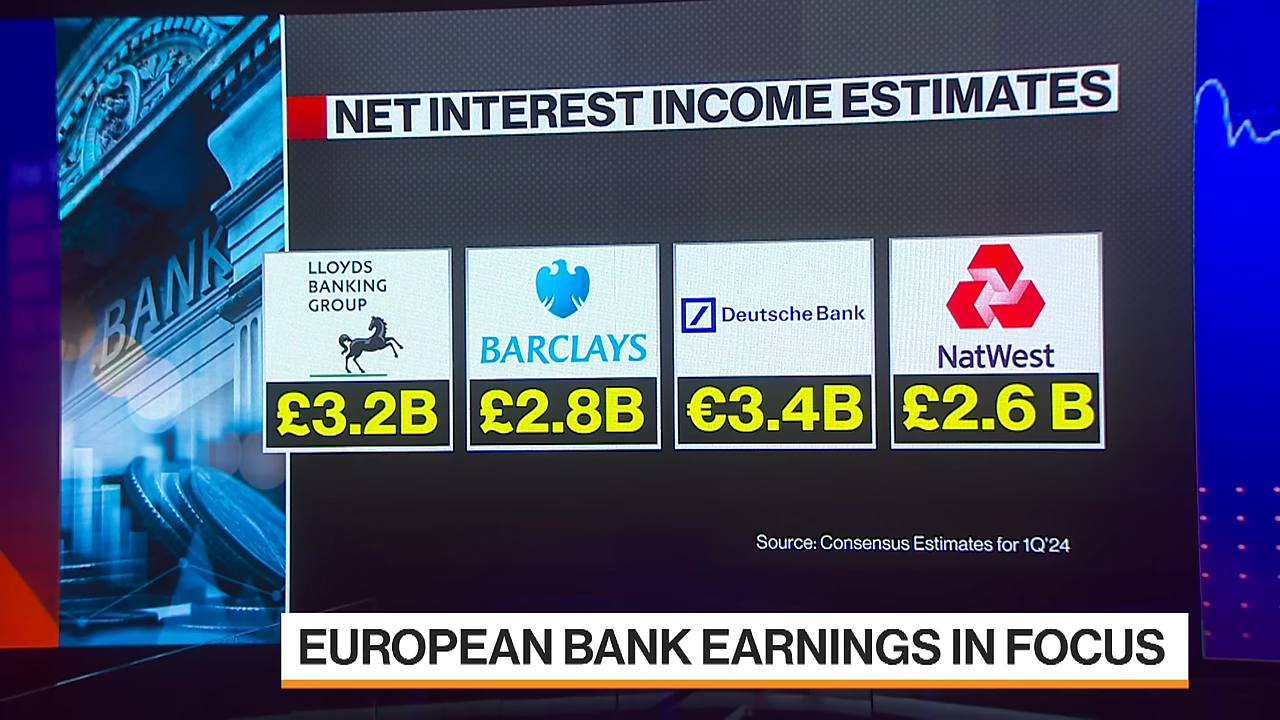 BANK
NET INTEREST INCOME ESTIMATES
LLOYDS
BANKING
GROUP
BARCLAYS
Deutsche Bank
NatWest
£3.2B
£2.8B
€3.4B
£2.6 B
Source: Consensus Estimates for 1Q'24
EUROPEAN BANK EARNINGS IN FOCUS